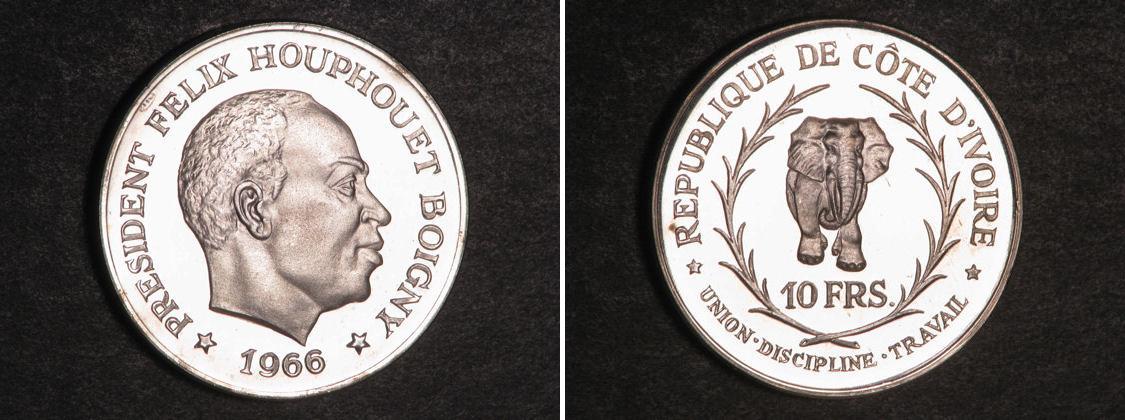 PRESIDENT FELIX HOUPHOUET BOIGNY
1966
REPUBLIQUE DE CÔTE D'IVOIRE
10 FRS.
UNION·DISCIPLINE·TRAVAIL